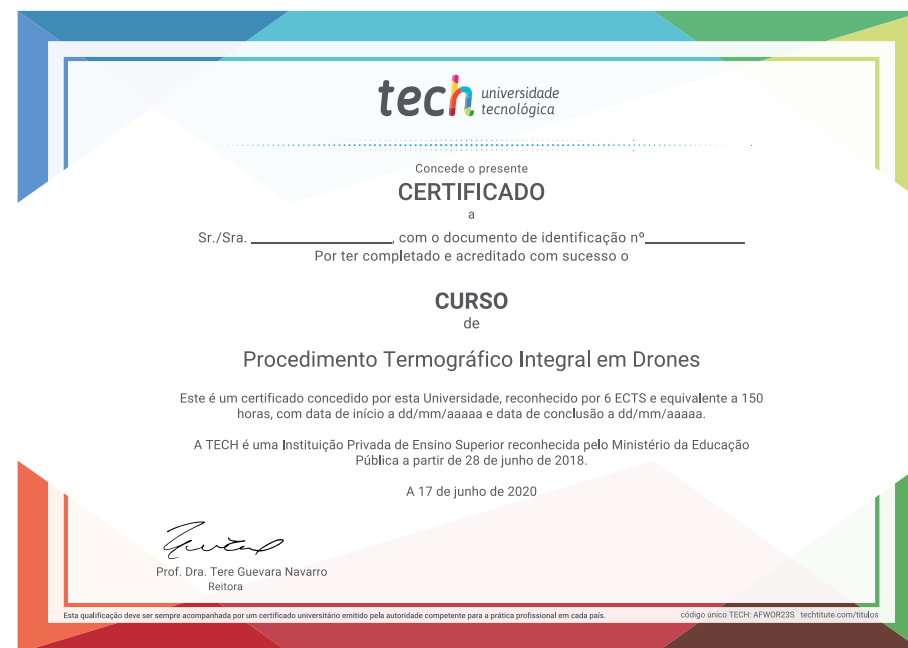 tech universidade
tecnológica
Concede o presente
CERTIFICADO
a
Sr./Sra. ____________________, com o documento de identificação nº______________
Por ter completado e acreditado com sucesso o
CURSO
de
Procedimento Termográfico Integral em Drones
Este é um certificado concedido por esta Universidade, reconhecido por 6 ECTS e equivalente a 150
horas, com data de início a dd/mm/aaaaa e data de conclusão a dd/mm/aaaaa.
A TECH é uma Instituição Privada de Ensino Superior reconhecida pelo Ministério da Educação
Pública a partir de 28 de junho de 2018.
A 17 de junho de 2020
Prof. Dra. Tere Guevara Navarro
Reitora
Esta qualificação deve ser sempre acompanhada por um certificado universitário emitido pela autoridade competente para a prática profissional em cada país. código único TECH: AFWOR23S techtitute.com/titulos